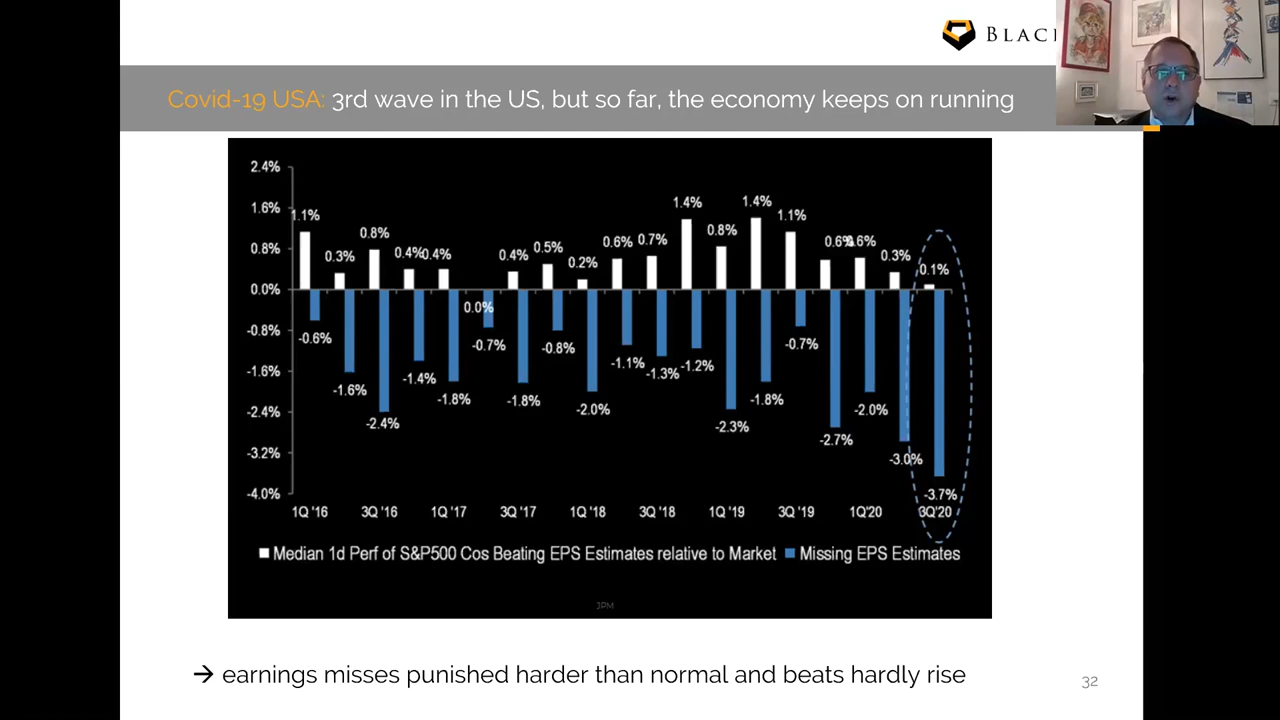 BLAC
Covid-19 USA: 3rd wave in the US, but so far, the economy keeps on running
2.4%
1.6%
0.8%
0.0%
-0.8%
-1.6%
-2.4%
-3.2%
-4.0%
1.1% 0.3% 0.8% 0.4% 0.4% 0.0% 0.4% 0.5% 0.2% 0.6% 0.7% 1.4% 0.8% 1.4% 1.1% 0.6% 0.6% 0.3% 0.1%
-0.6% -1.6% -2.4% -1.4% -1.8% -0.7% -1.8% -0.8% -2.0% -1.1% -1.3% -1.2% -2.3% -1.8% -0.7% -2.7% -2.0% -3.0% -3.7%
1Q '16 3Q '16 1Q '17 3Q '17 1Q '18 3Q '18 1Q '19 3Q '19 1Q'20 3Q'20
Median 1d Perf of S&P500 Cos Beating EPS Estimates relative to Market Missing EPS Estimates
JPM
→ earnings misses punished harder than normal and beats hardly rise
32